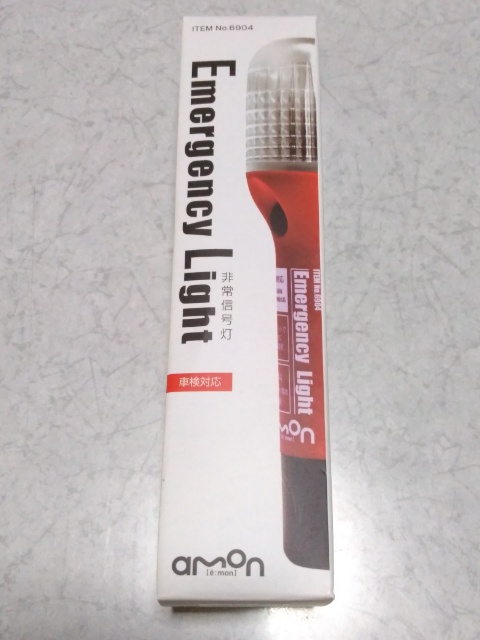 ITEM No.6904
Emergency Light
非常信号灯
車検対応
amon
[é:mon]
ITEM No.6904
Emergency Light
amon